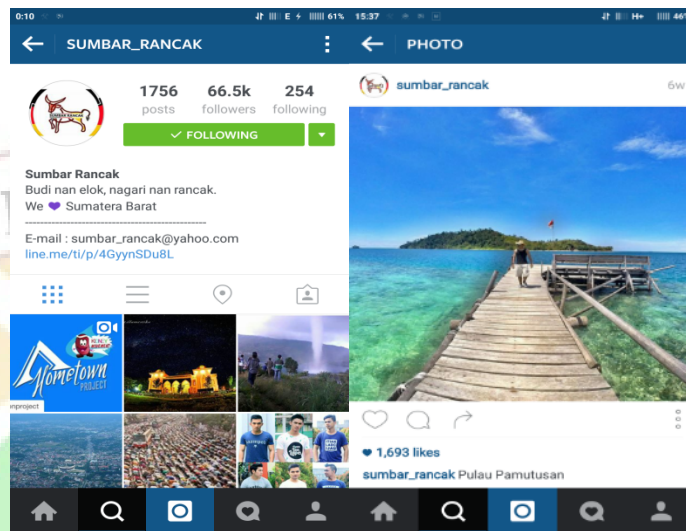 0:10
E
61%
SUMBAR_RANCAK
1756
66.5k
254
posts
followers
following
FOLLOWING
Sumbar Rancak
Budi nan elok, nagari nan rancak.
We 💜 Sumatera Barat
------------------------------------------------
E-mail : sumbar_rancak@yahoo.com
line.me/ti/p/4GyynSDu8L
Hometown
PROJECT
nproject
15:37
H+
46%
PHOTO
sumbar_rancak
6w
1,693 likes
sumbar_rancak Pulau Pamutusan